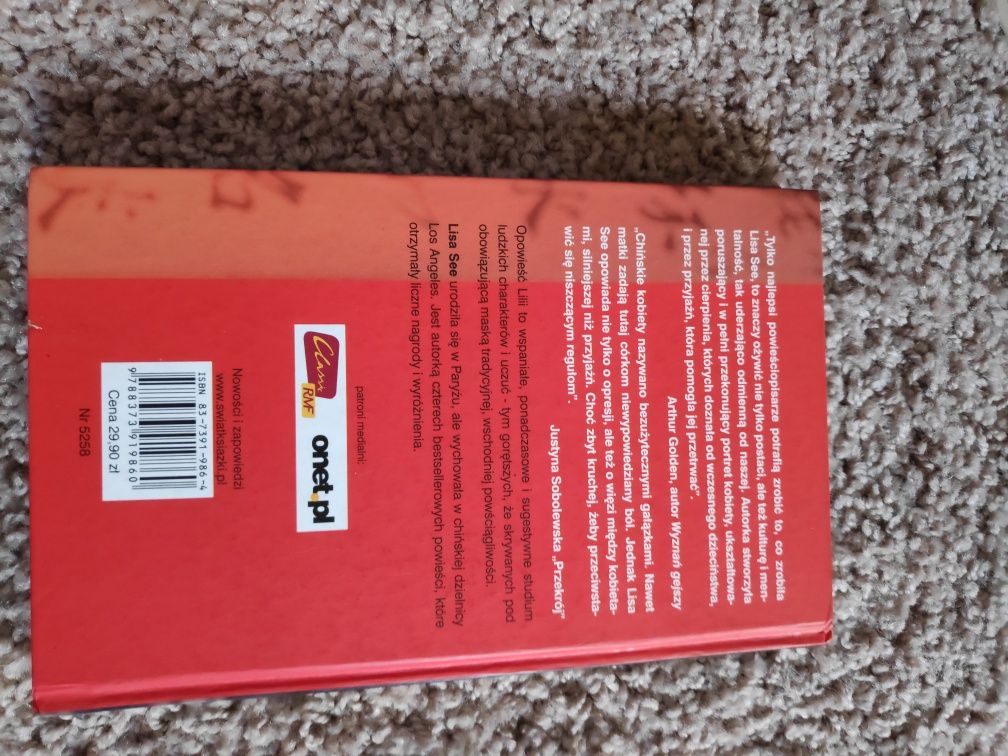 „Tylko najlepsi powieściopisarze potrafią zrobić to, co zrobiła
Lisa See, to znaczy ożywić nie tylko postaci, ale też kulturę i men-
talność, tak uderzająco odmienną od naszej. Autorka stworzyła
poruszający i w pełni przekonujący portret kobiety, ukształtowa-
nej przez cierpienia, których doznała od wczesnego dzieciństwa,
i przez przyjaźń, która pomogła jej przetrwać”.
Arthur Golden, autor Wyznań gejszy
„Chińskie kobiety nazywano bezużytecznymi gałązkami. Nawet
matki zadają tutaj córkom niewypowiedziany ból. Jednak Lisa
See opowiada nie tylko o opresji, ale też o więzi między kobieta-
mi, silniejszej niż przyjaźń. Choć zbyt kruchej, żeby przeciwsta-
wić się niszczącym regułom”.
Justyna Sobolewska „Przekrój”
Opowieść Lilii to wspaniałe, ponadczasowe i sugestywne studium
ludzkich charakterów i uczuć - tym gorętszych, że skrywanych pod
obowiązującą maską tradycyjnej, wschodniej powściągliwości.
Lisa See urodziła się w Paryżu, ale wychowała w chińskiej dzielnicy
Los Angeles. Jest autorką czterech bestsellerowych powieści, które
otrzymały liczne nagrody i wyróżnienia.
patroni medialni:
Classic
RMF
onet.pl
Nowości i zapowiedzi
www.swiatksiazki.pl
ISBN 83-7391-986-4
9788373919860
Cena 29,90 zł
Nr 5258